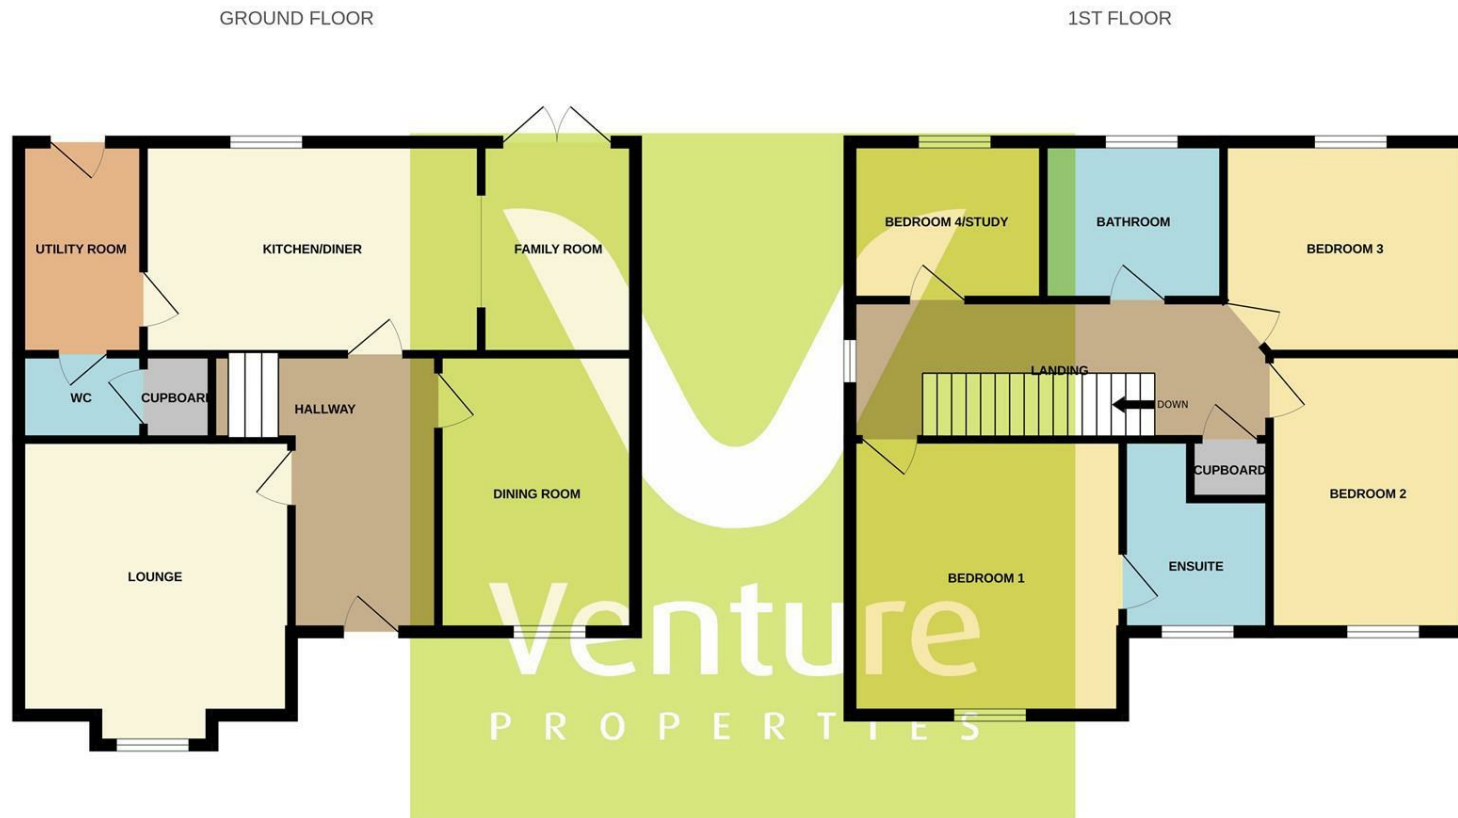 GROUND FLOOR
1ST FLOOR
UTILITY ROOM
KITCHEN/DINER
FAMILY ROOM
WC
CUPBOARD
HALLWAY
DINING ROOM
LOUNGE
BEDROOM 4/STUDY
BATHROOM
BEDROOM 3
LANDING
DOWN
CUPBOARD
BEDROOM 2
ENSUITE
BEDROOM 1
Venture
PROPERTIES